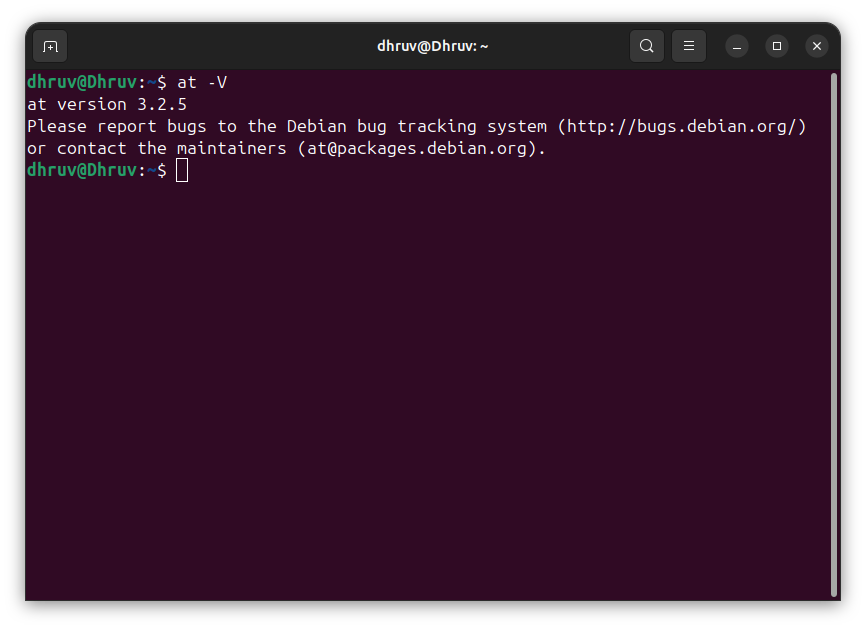 dhruv@Dhruv: ~
dhruv@Dhruv:~$ at -V
at version 3.2.5
Please report bugs to the Debian bug tracking system (http://bugs.debian.org/)
or contact the maintainers (at@packages.debian.org).
dhruv@Dhruv:~$